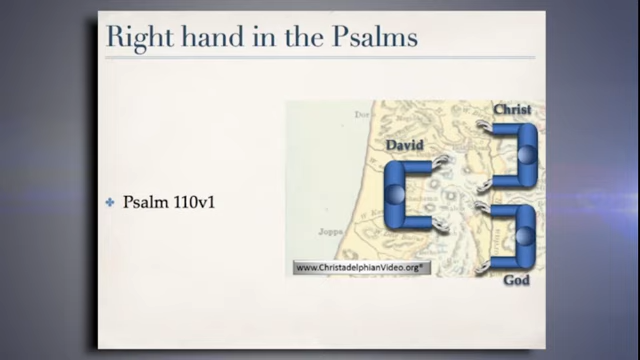 Right hand in the Psalms
Christ
David
Psalm 110v1
Joppa
www.ChristadelphianVideo.org®
God